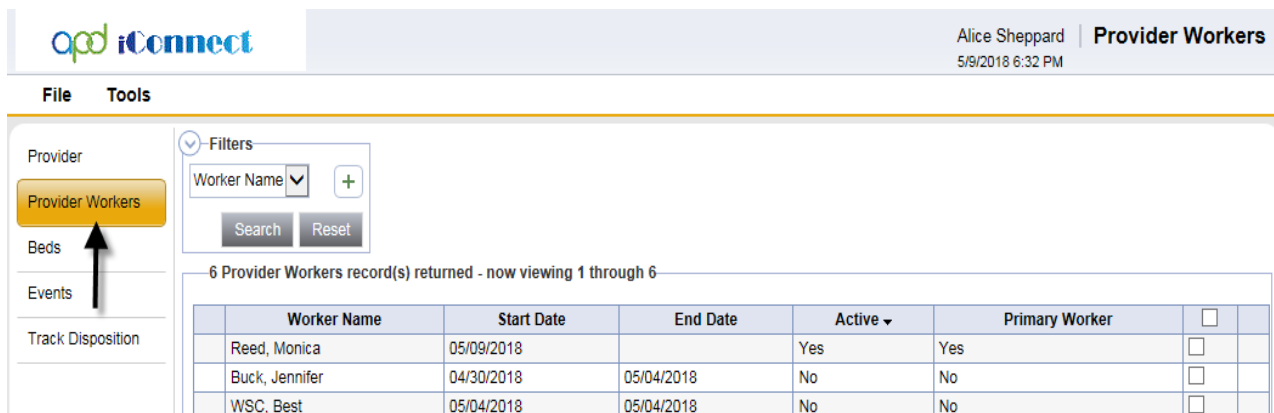 apd iConnect
Alice Sheppard Provider Workers
5/9/2018 6:32 PM
File Tools
Provider
Provider Workers
Beds
Events
Track Disposition
Filters
Worker Name +
Search Reset
6 Provider Workers record(s) returned - now viewing 1 through 6
Worker Name Start Date End Date Active Primary Worker
Reed, Monica 05/09/2018 Yes Yes
Buck, Jennifer 04/30/2018 05/04/2018 No No
WSC, Best 05/04/2018 05/04/2018 No No